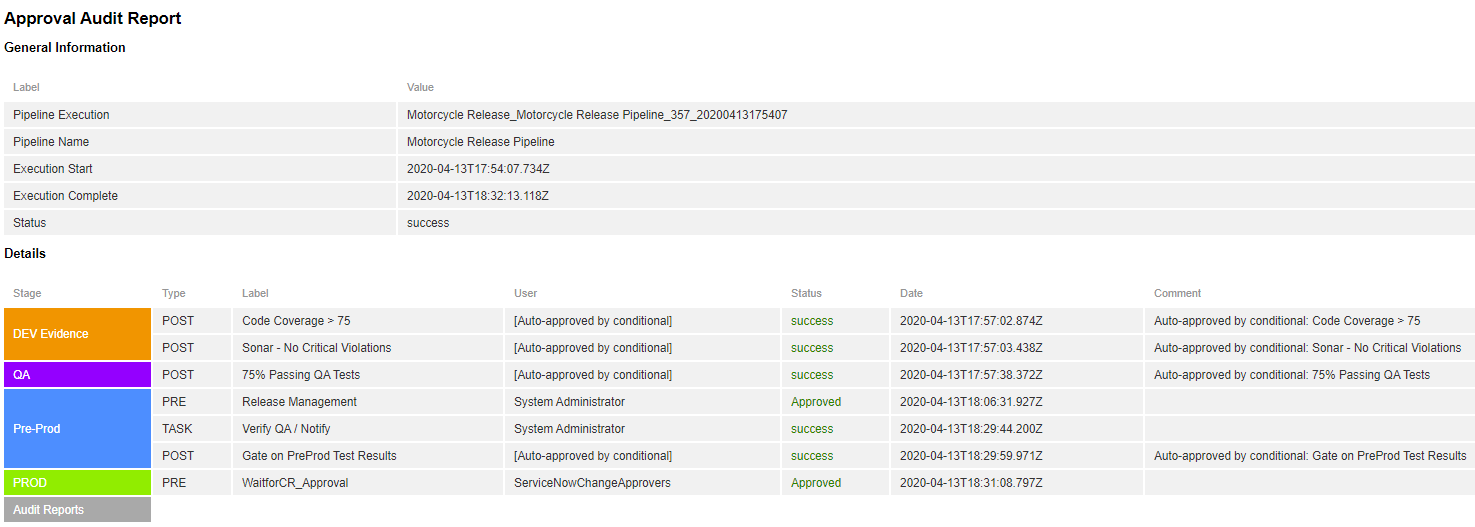 Approval Audit Report
General Information
Label Value
Pipeline Execution Motorcycle Release_Motorcycle Release Pipeline_357_20200413175407
Pipeline Name Motorcycle Release Pipeline
Execution Start 2020-04-13T17:54:07.734Z
Execution Complete 2020-04-13T18:32:13.118Z
Status success
Details
Stage Type Label User Status Date Comment
DEV Evidence POST Code Coverage > 75 [Auto-approved by conditional] success 2020-04-13T17:57:02.874Z Auto-approved by conditional: Code Coverage > 75
POST Sonar - No Critical Violations [Auto-approved by conditional] success 2020-04-13T17:57:03.438Z Auto-approved by conditional: Sonar - No Critical Violations
QA POST 75% Passing QA Tests [Auto-approved by conditional] success 2020-04-13T17:57:38.372Z Auto-approved by conditional: 75% Passing QA Tests
Pre-Prod PRE Release Management System Administrator Approved 2020-04-13T18:06:31.927Z
TASK Verify QA / Notify System Administrator success 2020-04-13T18:29:44.200Z
POST Gate on PreProd Test Results [Auto-approved by conditional] success 2020-04-13T18:29:59.971Z Auto-approved by conditional: Gate on PreProd Test Results
PROD PRE WaitforCR_Approval ServiceNowChangeApprovers Approved 2020-04-13T18:31:08.797Z
Audit Reports